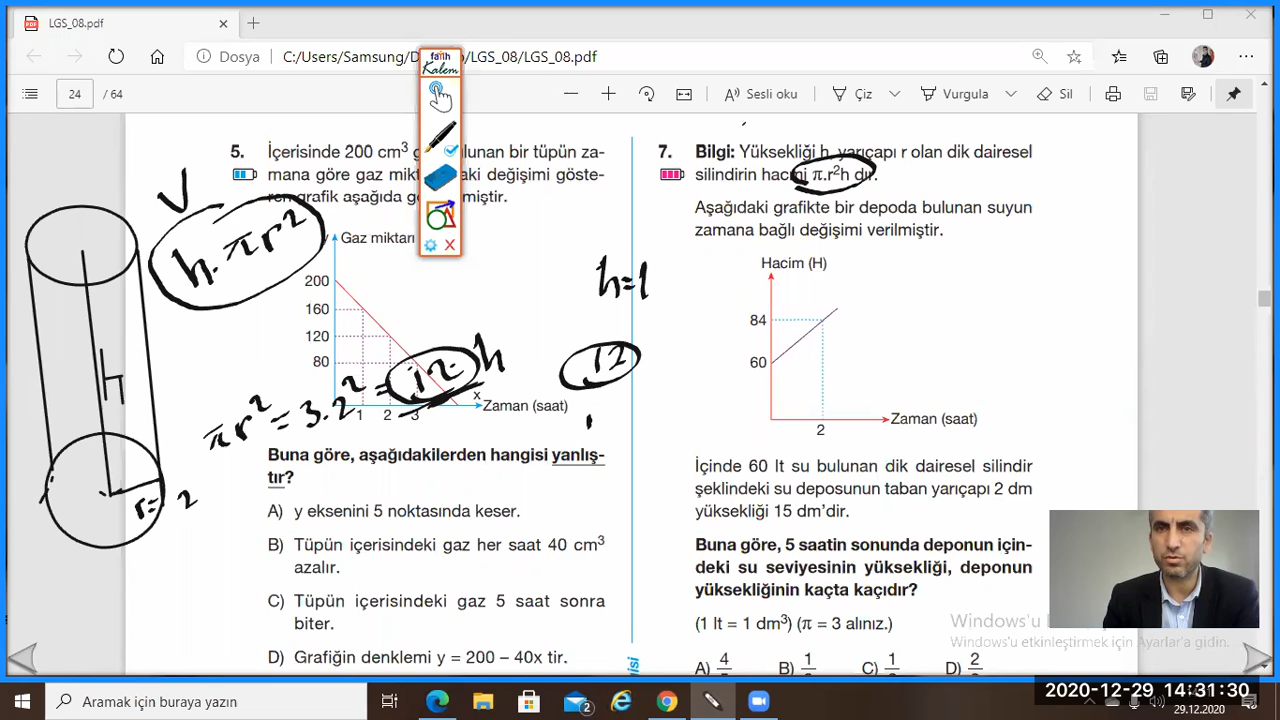 LGS_08.pdf
Dosya
C:/Users/Samsung/D
p/LGS_08/LGS_08.pdf
fatih
Kalem
24 / 64
Sesli oku
Çiz
Vurgula
Sil
5. İçerisinde 200 cm³ g
ulunan bir tüpün za-
mana göre gaz mikt
aki değişimi göste-
ren grafik aşağıda
miştir.
y
Gaz miktarı
200
160
120
80
x
Zaman (saat)
1
2
3
Buna göre, aşağıdakilerden hangisi yanlış-
tır?
A) y eksenini 5 noktasında keser.
B) Tüpün içerisindeki gaz her saat 40 cm³
azalır.
C) Tüpün içerisindeki gaz 5 saat sonra
biter.
D) Grafiğin denklemi y = 200 – 40x tir.
V
h.πr²
h
r= 2
πr² = 3.2² = 12 h
h=1
12
7. Bilgi: Yüksekliği h, yarıçapı r olan dik dairesel
silindirin hacmi π.r²h dır.
Aşağıdaki grafikte bir depoda bulunan suyun
zamana bağlı değişimi verilmiştir.
Hacim (H)
84
60
Zaman (saat)
2
İçinde 60 lt su bulunan dik dairesel silindir
şeklindeki su deposunun taban yarıçapı 2 dm
yüksekliği 15 dm'dir.
Buna göre, 5 saatin sonunda deponun için-
deki su seviyesinin yüksekliği, deponun
yüksekliğinin kaçta kaçıdır?
(1 lt = 1 dm³) (π = 3 alınız.)
A) 4
B) 1
C) 1
D) 2
Windows'u
Windows'u etkinleştirmek için Ayarlar'a gidin.
Aramak için buraya yazın
2
2020-12-29 14:31:30
29.12.2020